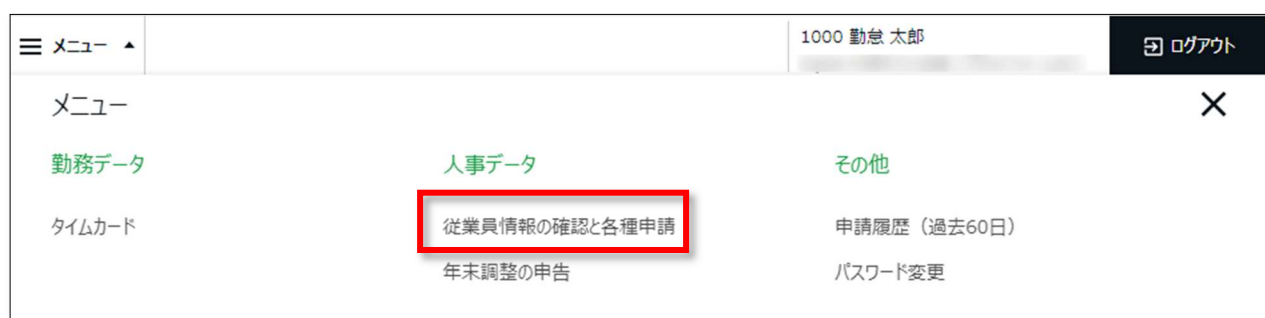 メニュー
1000 勤怠 太郎
ログアウト
メニュー
勤務データ
人事データ
その他
タイムカード
従業員情報の確認と各種申請
申請履歴（過去60日）
年末調整の申告
パスワード変更